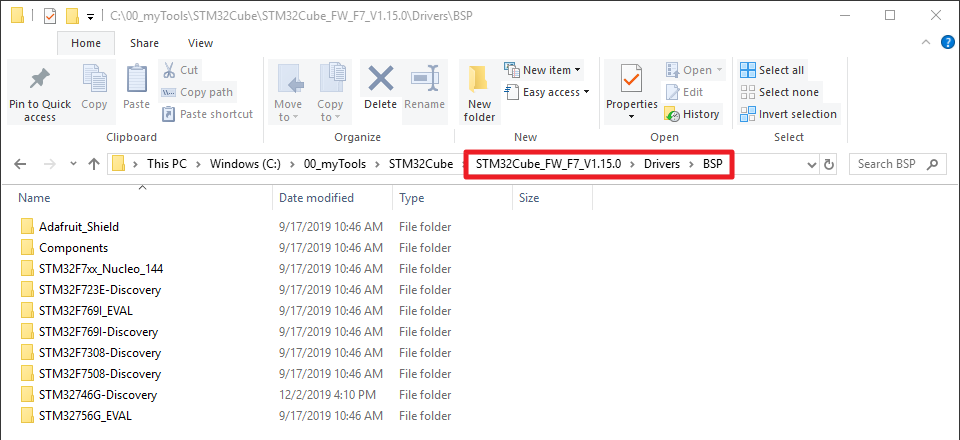 C:\00_myTools\STM32Cube\STM32Cube_FW_F7_V1.15.0\Drivers\BSP
Home Share View
Pin to Quick access
Copy
Paste
Cut
Copy path
Paste shortcut
Clipboard
Move to
Copy to
Delete
Rename
Organize
New folder
New item
Easy access
New
Properties
Open
Edit
History
Open
Select all
Select none
Invert selection
Select
This PC > Windows (C:) > 00_myTools > STM32Cube > STM32Cube_FW_F7_V1.15.0 > Drivers > BSP
Search BSP
Name Date modified Type Size
Adafruit_Shield 9/17/2019 10:46 AM File folder
Components 9/17/2019 10:46 AM File folder
STM32F7xx_Nucleo_144 9/17/2019 10:46 AM File folder
STM32F723E-Discovery 9/17/2019 10:46 AM File folder
STM32F769I_EVAL 9/17/2019 10:46 AM File folder
STM32F769I-Discovery 9/17/2019 10:46 AM File folder
STM32F7308-Discovery 9/17/2019 10:46 AM File folder
STM32F7508-Discovery 9/17/2019 10:46 AM File folder
STM32746G-Discovery 12/2/2019 4:10 PM File folder
STM32756G_EVAL 9/17/2019 10:46 AM File folder